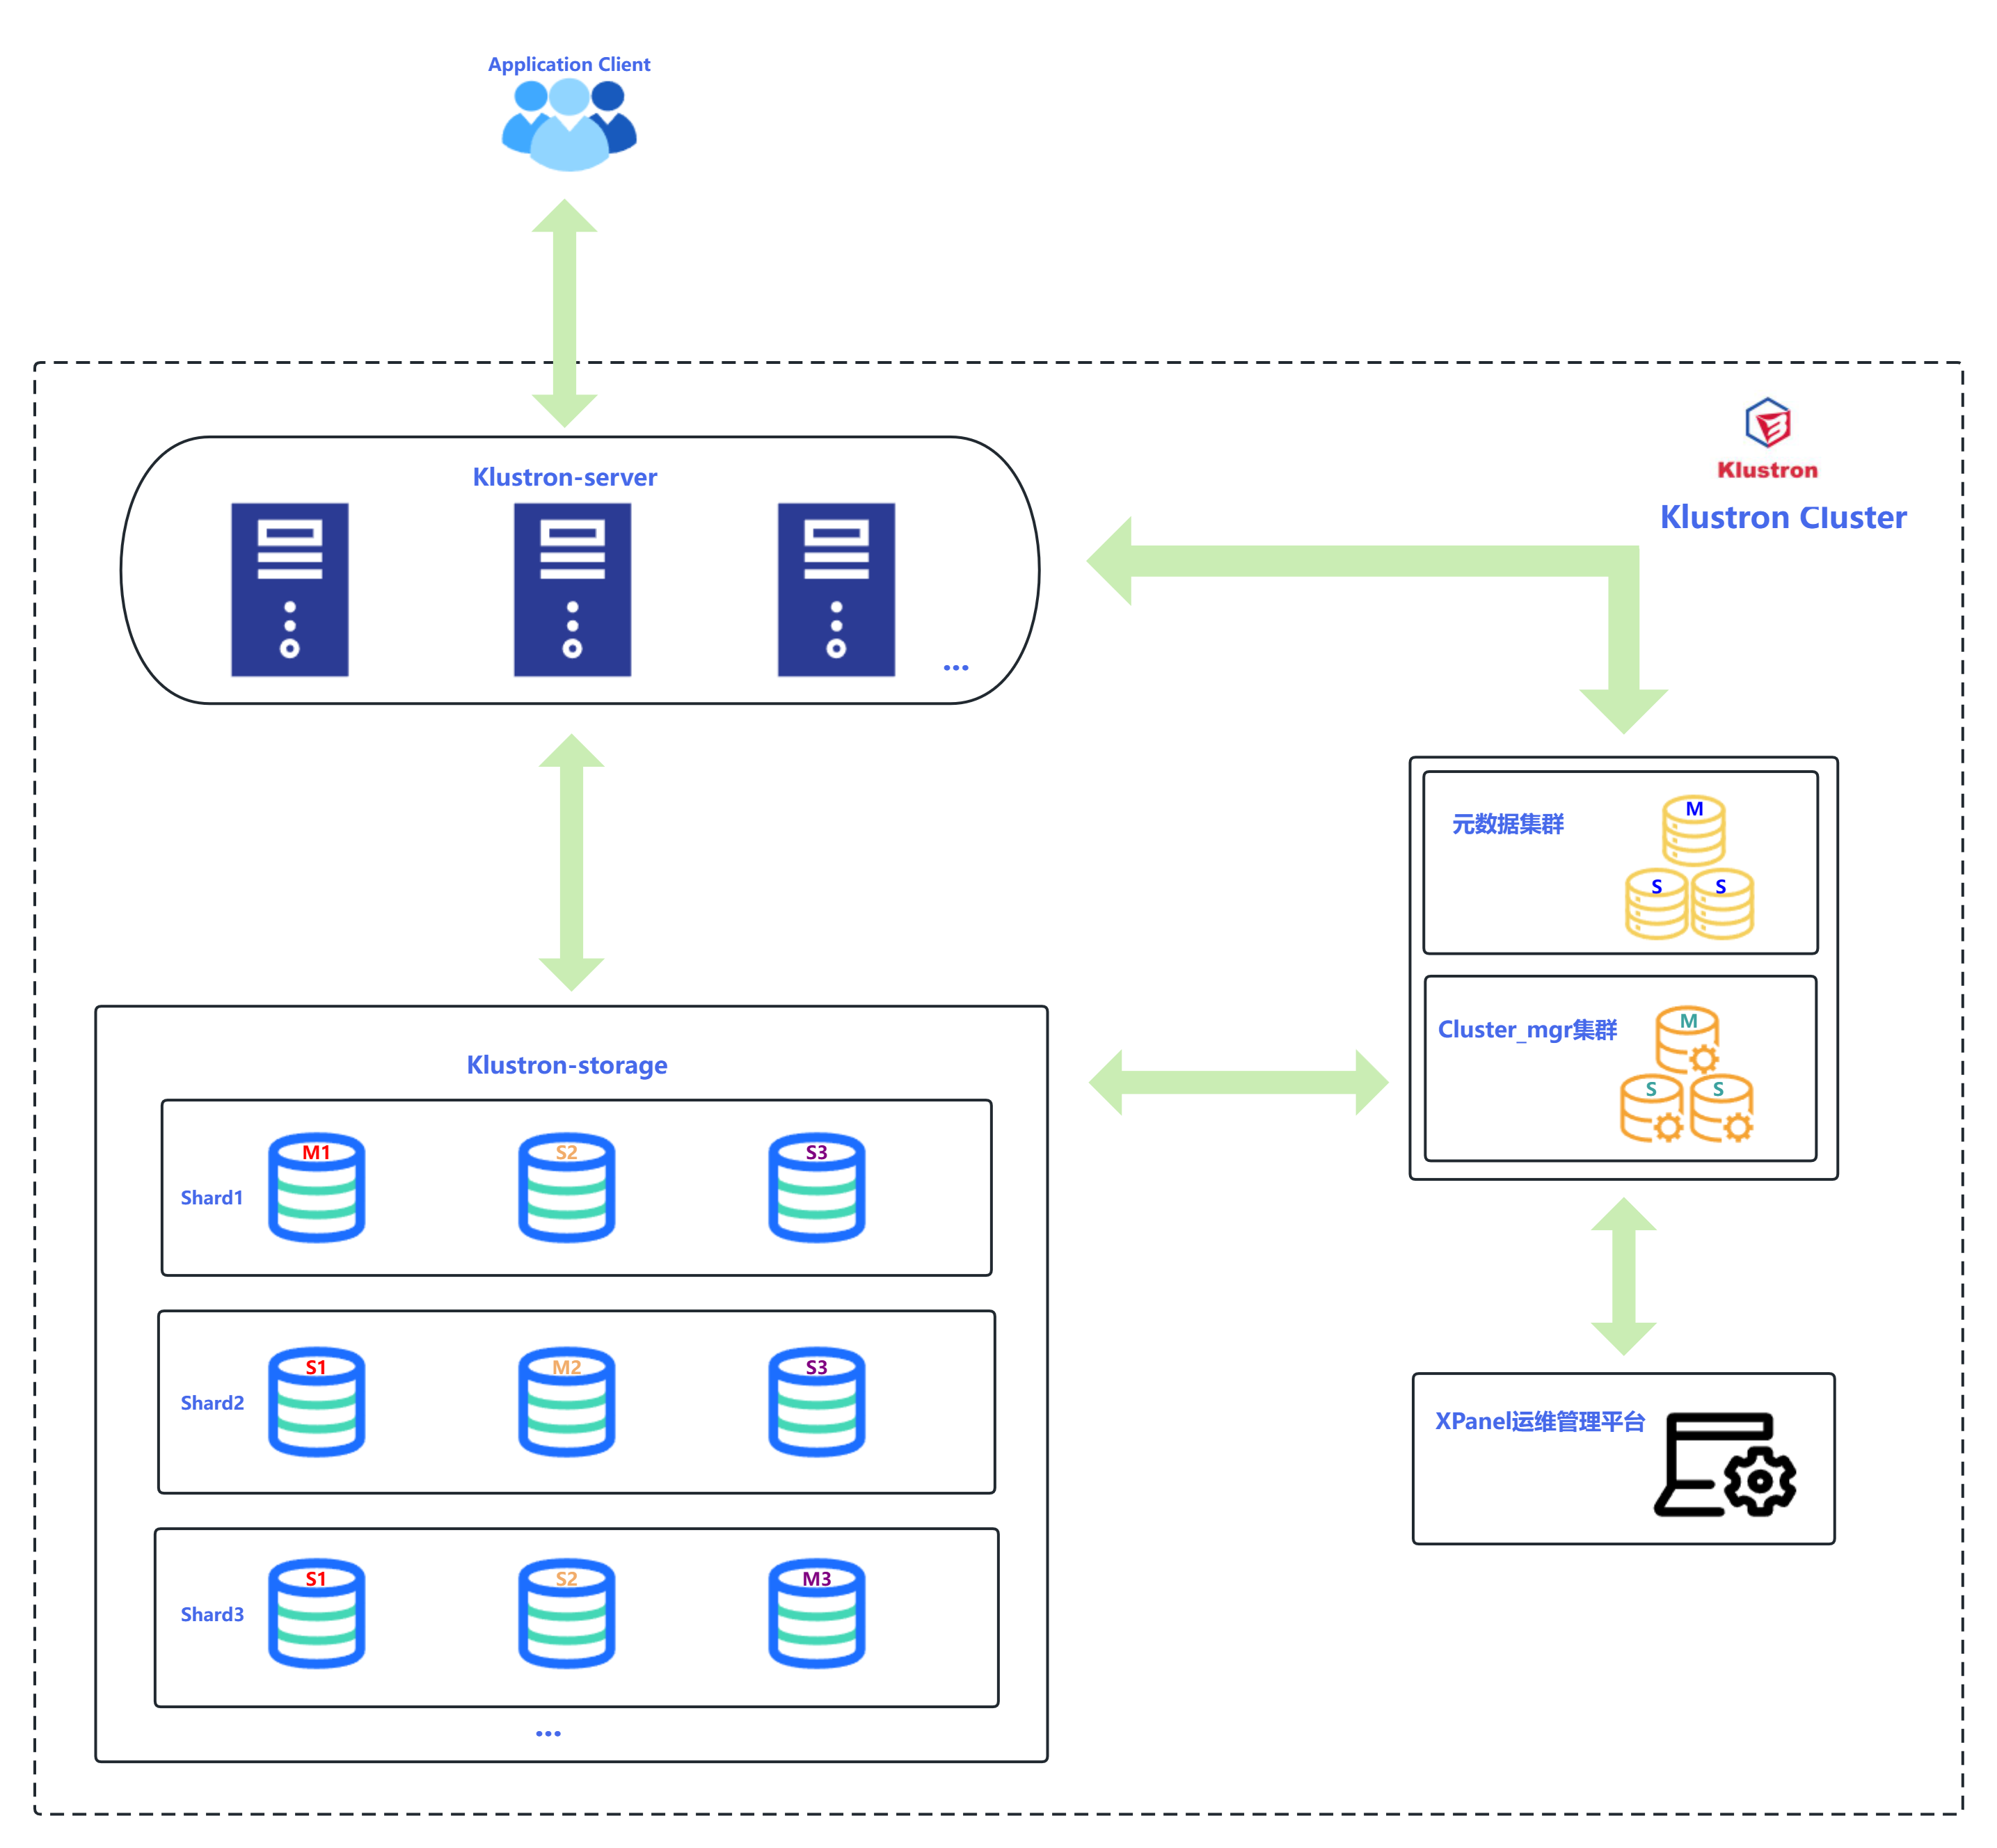 Application Client
Klustron
Klustron Cluster
Klustron-server
...
元数据集群
M
S S
Cluster_mgr集群
M
S S
Klustron-storage
Shard1
M1 S2 S3
Shard2
S1 M2 S3
Shard3
S1 S2 M3
...
XPanel运维管理平台